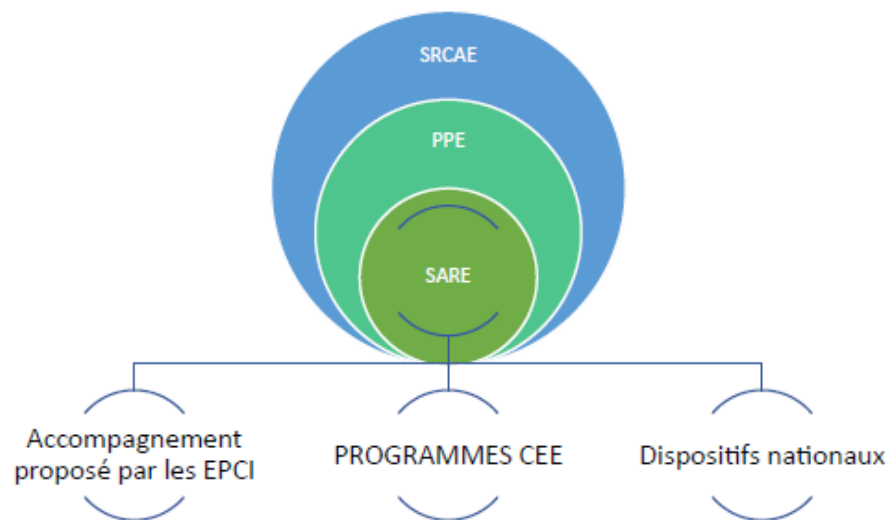 SRCAE
PPE
SARE
Accompagnement
proposé par les EPCI
PROGRAMMES CEE
Dispositifs nationaux